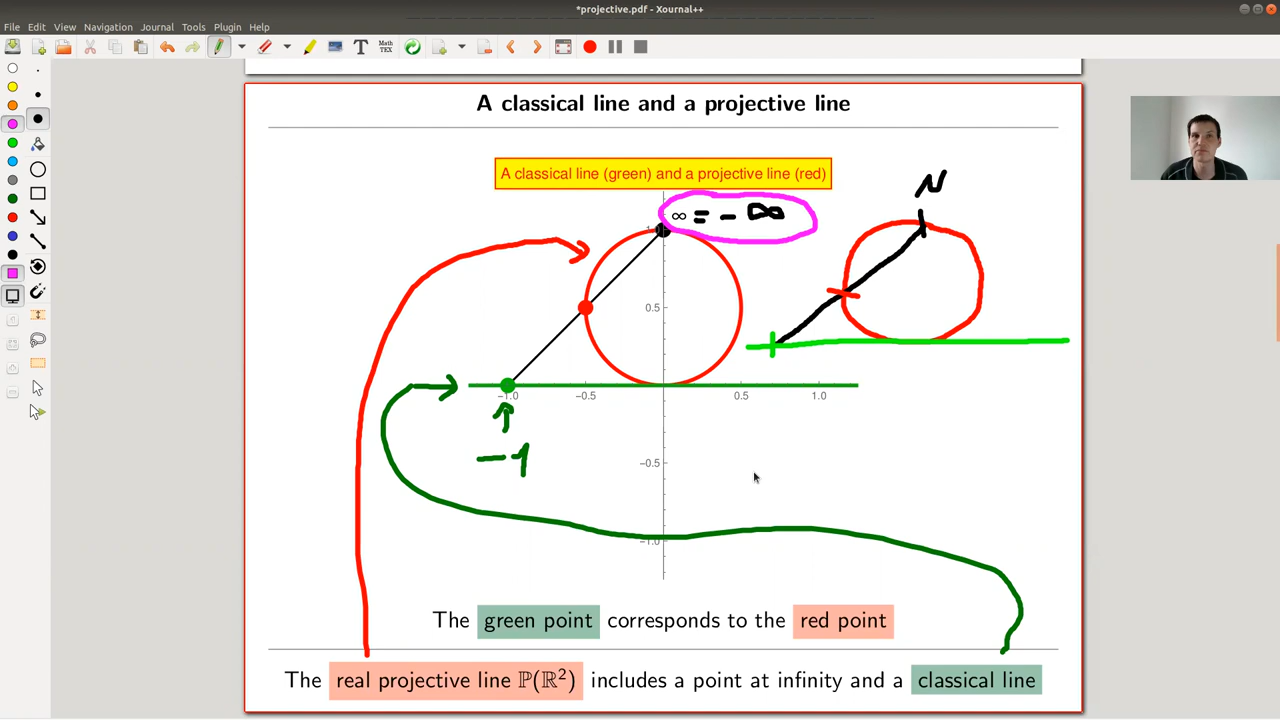 *projective.pdf - Xournal++
File Edit View Navigation Journal Tools Plugin Help
T Math TEX
A classical line and a projective line
A classical line (green) and a projective line (red)
N
∞ = - ∞
1
0.5
-1.0 -0.5 0.5 1.0
-1
-0.5
-1.0
The green point corresponds to the red point
The real projective line ℙ(ℝ²) includes a point at infinity and a classical line